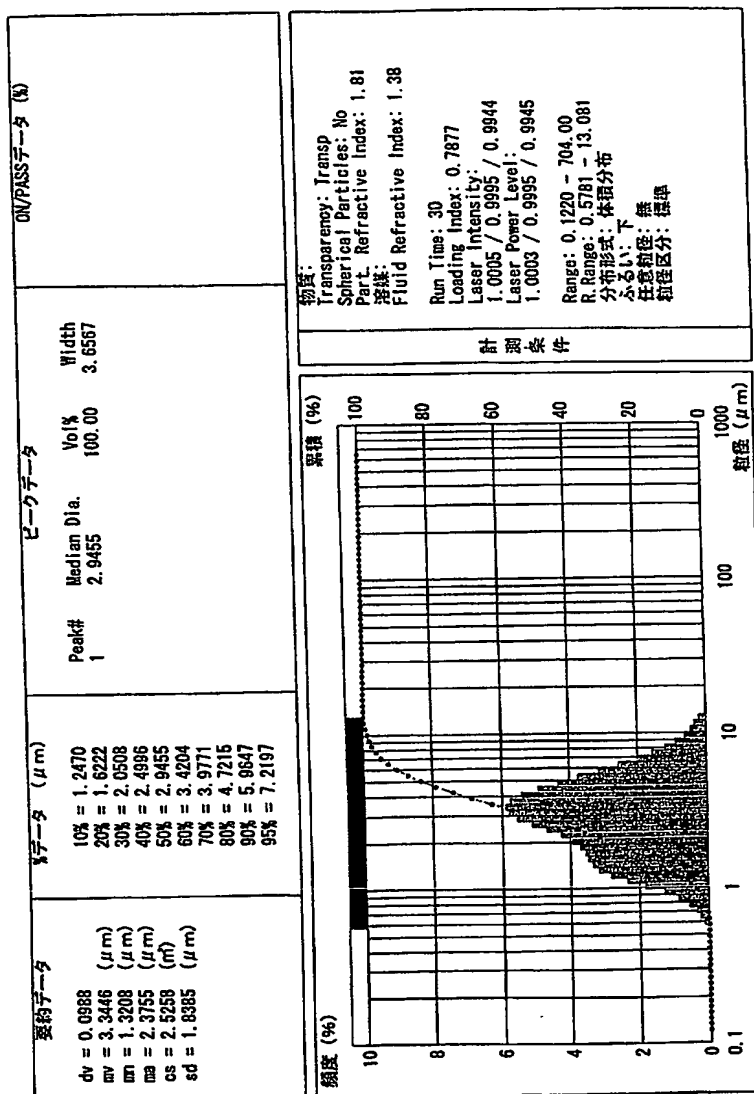 要約データ
dv = 0.0988
mv = 3.3446 (μm)
mn = 1.3208 (μm)
ma = 2.3755 (μm)
cs = 2.5258 (㎡)
sd = 1.8385 (μm)
%データ (μm)
10% = 1.2470
20% = 1.6222
30% = 2.0508
40% = 2.4996
50% = 2.9455
60% = 3.4204
70% = 3.9771
80% = 4.7215
90% = 5.9847
95% = 7.2197
ピークデータ
Peak# Median Dia. Vol% Width
1 2.9455 100.00 3.6567
ON/PASSデータ (%)
頻度 (%)
累積 (%)
10 100
8 80
6 60
4 40
2 20
0 0
0.1 1 10 100 1000
粒径 (μm)
計測条件
物質:
Transparency: Transp
Spherical Particles: No
Part. Refractive Index: 1.81
溶媒:
Fluid Refractive Index: 1.38
Run Time: 30
Loading Index: 0.7877
Laser Intensity:
1.0005 / 0.9995 / 0.9944
Laser Power Level:
1.0003 / 0.9995 / 0.9945
Range: 0.1220 - 704.00
R.Range: 0.5781 - 13.081
分布形式: 体積分布
ふるい: 下
任意粒径: 無
粒径区分: 標準